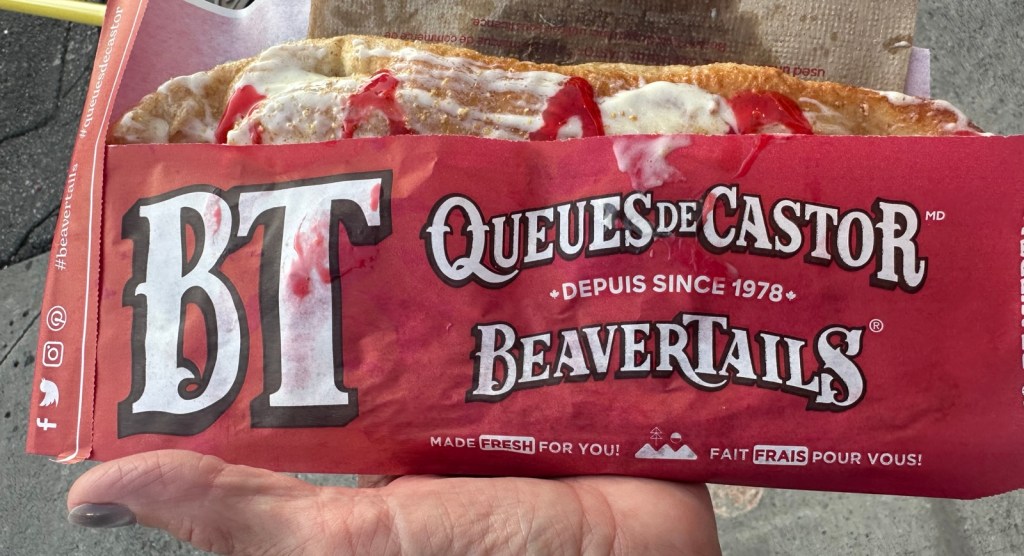 #queuesdecastor
#beavertails
BT
QUEUES DE CASTOR MD
DEPUIS SINCE 1978
BEAVERTAILS ®
MADE FRESH FOR YOU!
FAIT FRAIS POUR VOUS!